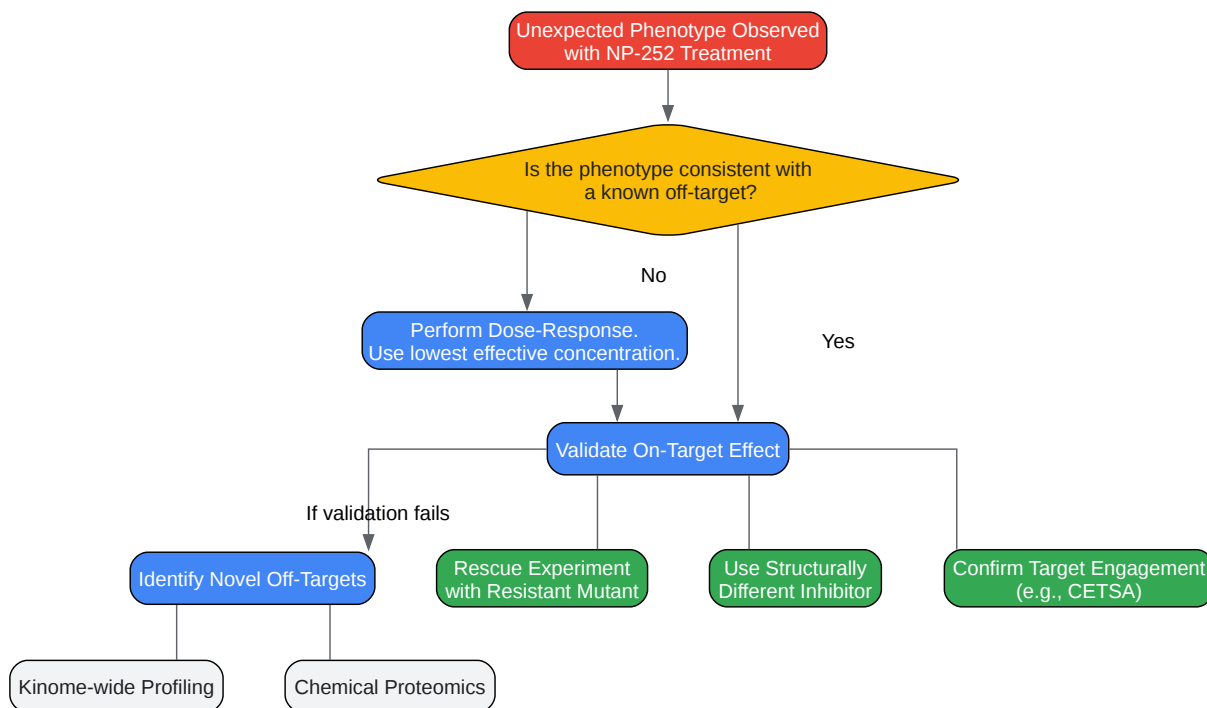 Unexpected Phenotype Observed
with NP-252 Treatment
Is the phenotype consistent with
a known off-target?
No
Perform Dose-Response.
Use lowest effective concentration.
Yes
Validate On-Target Effect
If validation fails
Identify Novel Off-Targets
Rescue Experiment
with Resistant Mutant
Use Structurally
Different Inhibitor
Confirm Target Engagement
(e.g., CETSA)
Kinome-wide Profiling
Chemical Proteomics